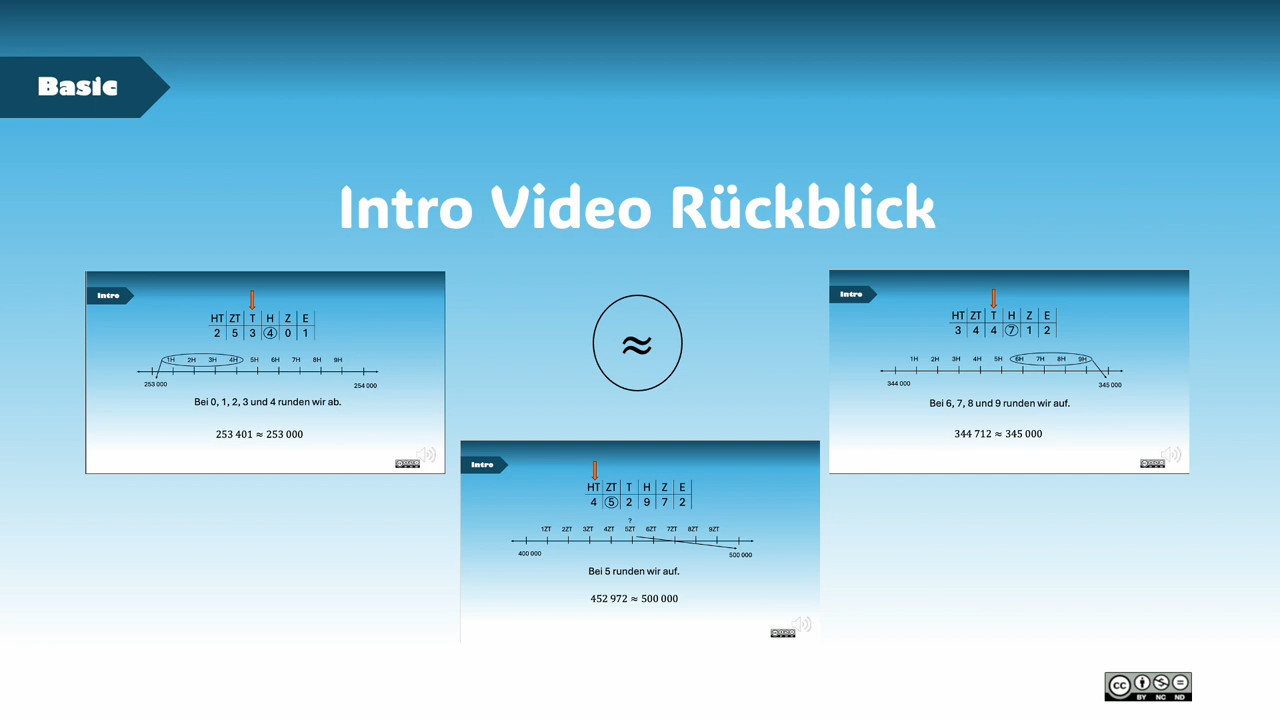 Basic
Intro Video Rückblick
Intro
HT ZT T H Z E
2 5 3 4 0 1
1H 2H 3H 4H 5H 6H 7H 8H 9H
253 000 254 000
Bei 0, 1, 2, 3 und 4 runden wir ab.
253 401 ≈ 253 000
≈
Intro
HT ZT T H Z E
3 4 4 7 1 2
1H 2H 3H 4H 5H 6H 7H 8H 9H
344 000 345 000
Bei 6, 7, 8 und 9 runden wir auf.
344 712 ≈ 345 000
Intro
HT ZT T H Z E
4 5 2 9 7 2
?
1ZT 2ZT 3ZT 4ZT 5ZT 6ZT 7ZT 8ZT 9ZT
400 000 500 000
Bei 5 runden wir auf.
452 972 ≈ 500 000
CC BY NC ND